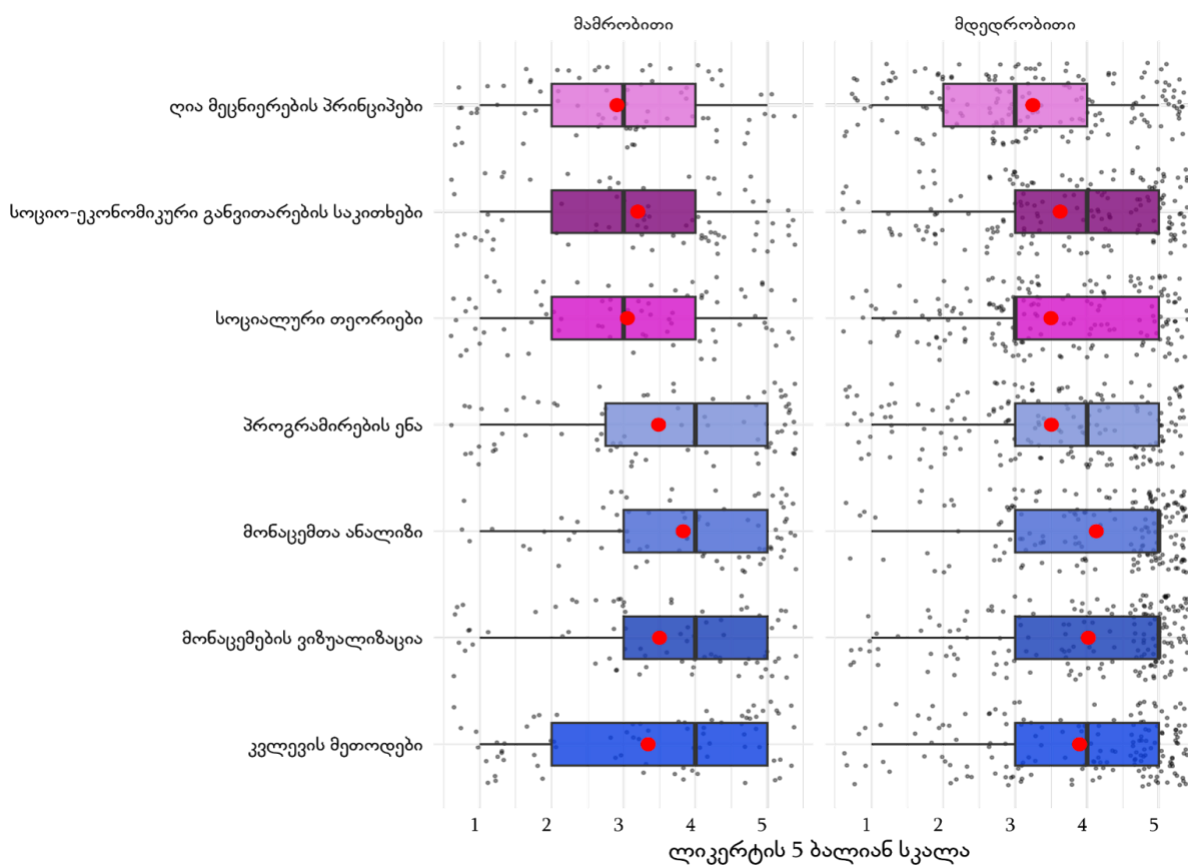 მამრობითი მდედრობითი
ღია მეცნიერების პრინციპები
სოციო-ეკონომიკური განვითარების საკითხები
სოციალური თეორიები
პროგრამირების ენა
მონაცემთა ანალიზი
მონაცემების ვიზუალიზაცია
კვლევის მეთოდები
1 2 3 4 5 1 2 3 4 5
ლიკერტის 5 ბალიან სკალა